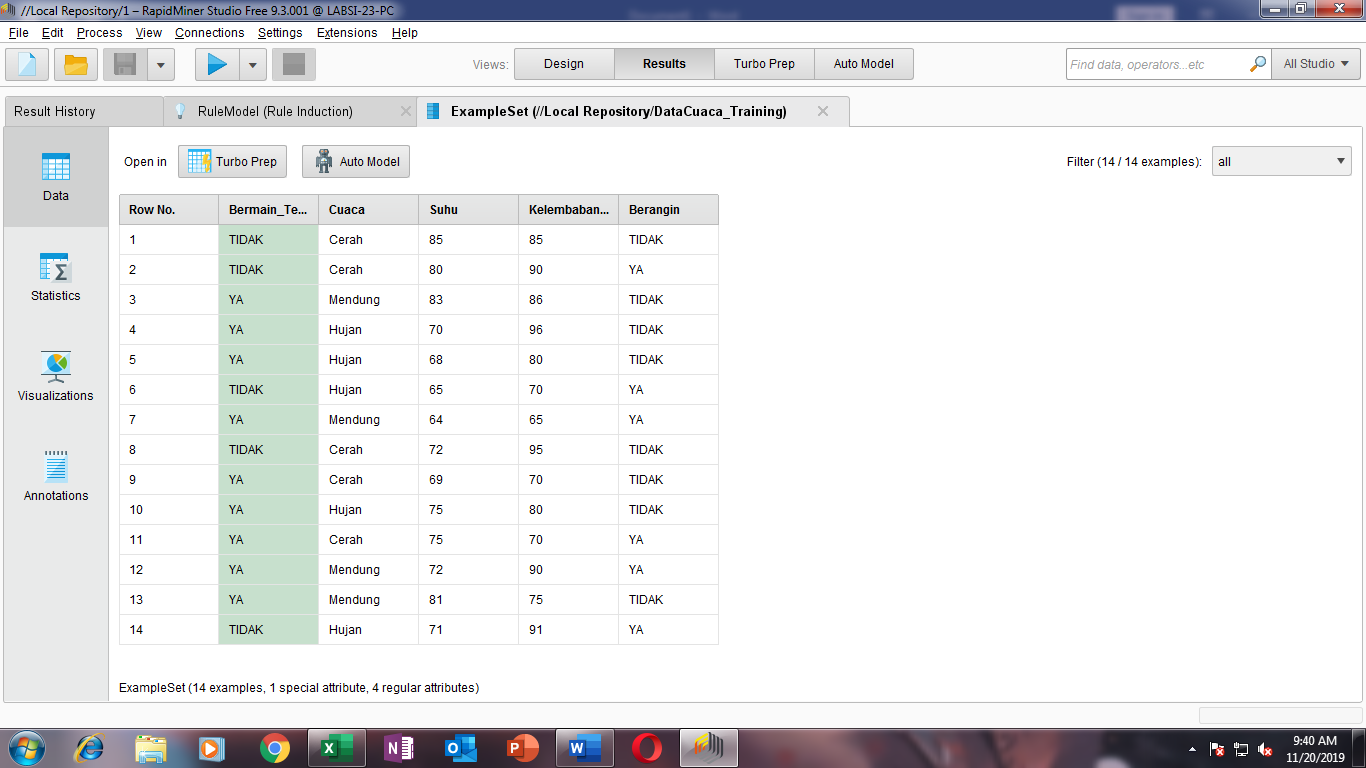 //Local Repository/1 – RapidMiner Studio Free 9.3.001 @ LABSI-23-PC
File Edit Process View Connections Settings Extensions Help
Views: Design Results Turbo Prep Auto Model Find data, operators...etc All Studio
Result History RuleModel (Rule Induction) ExampleSet (//Local Repository/DataCuaca_Training)
Open in Turbo Prep Auto Model Filter (14 / 14 examples): all
Data
Statistics
Visualizations
Annotations
Row No. Bermain_Te... Cuaca Suhu Kelembaban... Berangin
1 TIDAK Cerah 85 85 TIDAK
2 TIDAK Cerah 80 90 YA
3 YA Mendung 83 86 TIDAK
4 YA Hujan 70 96 TIDAK
5 YA Hujan 68 80 TIDAK
6 TIDAK Hujan 65 70 YA
7 YA Mendung 64 65 YA
8 TIDAK Cerah 72 95 TIDAK
9 YA Cerah 69 70 TIDAK
10 YA Hujan 75 80 TIDAK
11 YA Cerah 75 70 YA
12 YA Mendung 72 90 YA
13 YA Mendung 81 75 TIDAK
14 TIDAK Hujan 71 91 YA
ExampleSet (14 examples, 1 special attribute, 4 regular attributes)
9:40 AM
11/20/2019